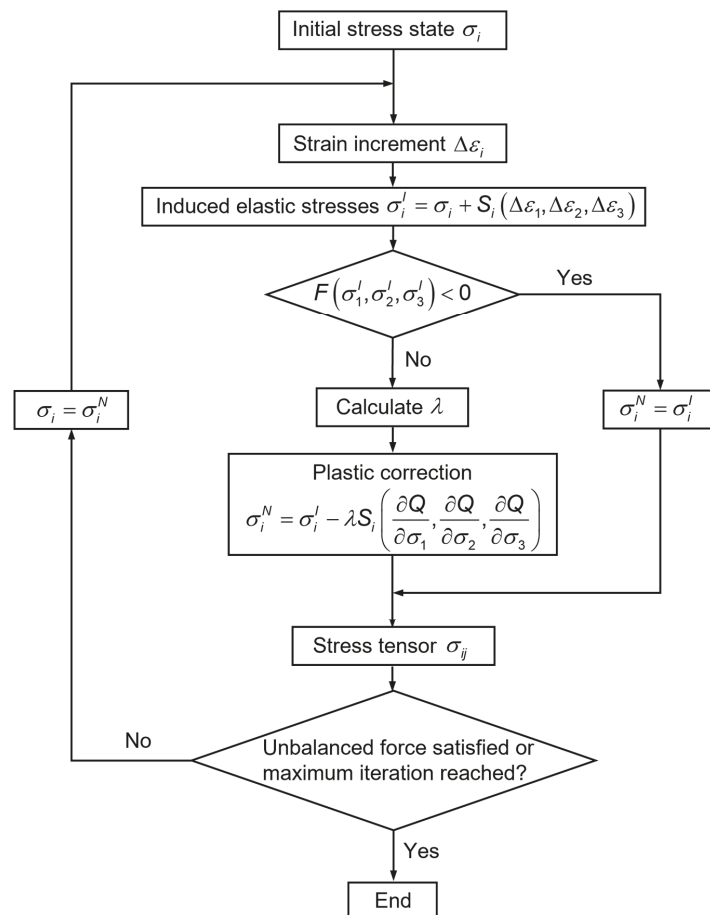 Initial stress state σ_i
Strain increment Δε_i
Induced elastic stresses σ_i^I = σ_i + S_i(Δε_1, Δε_2, Δε_3)
F(σ_1^I, σ_2^I, σ_3^I) < 0
Yes
No
σ_i = σ_i^N
Calculate λ
σ_i^N = σ_i^I
Plastic correction
σ_i^N = σ_i^I − λS_i(∂Q/∂σ_1, ∂Q/∂σ_2, ∂Q/∂σ_3)
Stress tensor σ_ij
No
Unbalanced force satisfied or
maximum iteration reached?
Yes
End